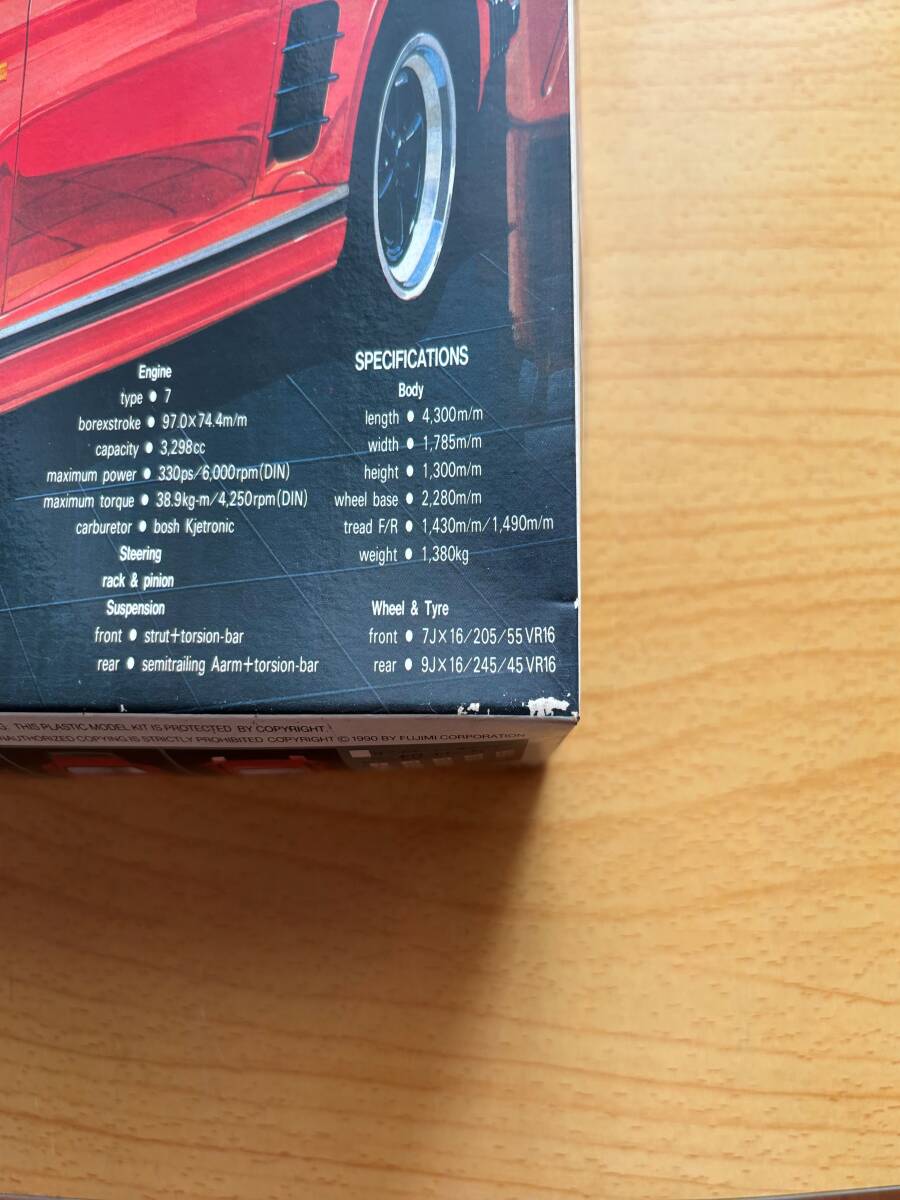 Engine
type ● 7
borexstroke ● 97.0×74.4m/m
capacity ● 3,298cc
maximum power ● 330ps/6,000rpm(DIN)
maximum torque ● 38.9kg-m/4,250rpm(DIN)
carburetor ● bosh Kjetronic
Steering
rack & pinion
Suspension
front ● strut+torsion-bar
rear ● semitrailing Aarm+torsion-bar
SPECIFICATIONS
Body
length ● 4,300m/m
width ● 1,785m/m
height ● 1,300m/m
wheel base ● 2,280m/m
tread F/R ● 1,430m/m/1,490m/m
weight ● 1,380kg
Wheel & Tyre
front ● 7J×16/205/55VR16
rear ● 9J×16/245/45VR16
THIS PLASTIC MODEL KIT IS PROTECTED BY COPYRIGHT.
COPYING IS STRICTLY PROHIBITED COPYRIGHT © 1990 BY FUJIMI CORPORATION